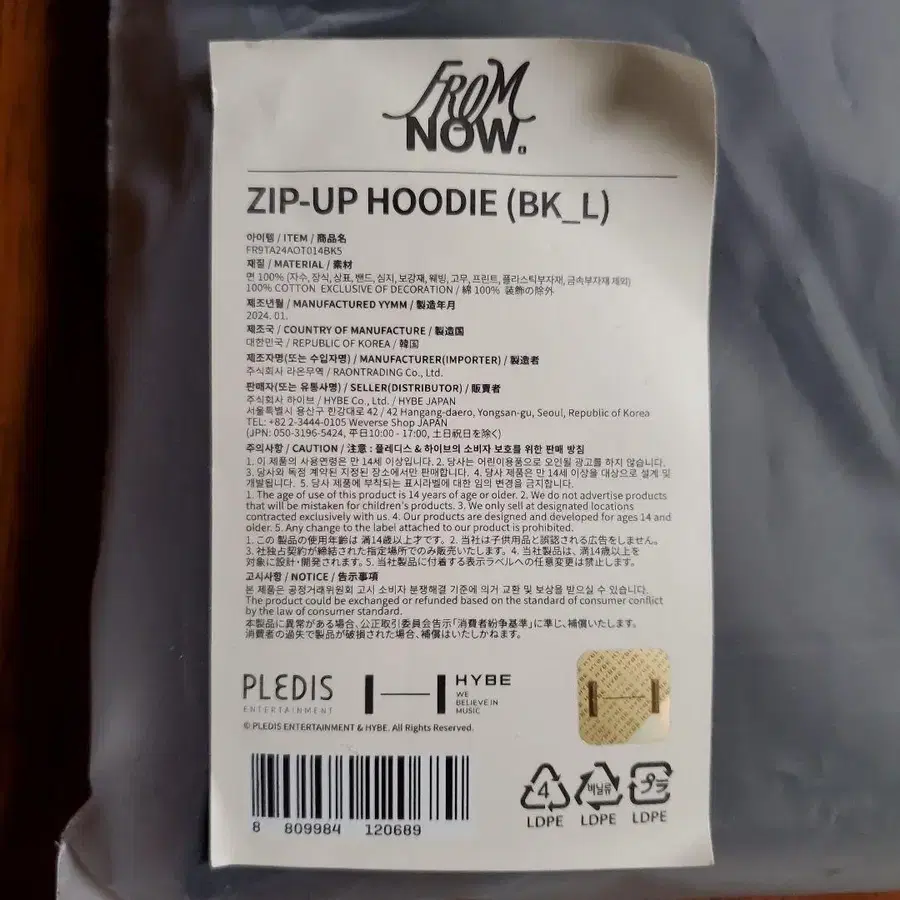 FROM
NOW.
ZIP-UP HOODIE (BK_L)
아이템 / ITEM / 商品名
FR9TA24AOT014BK5
재질 / MATERIAL / 素材
면 100% (자수, 장식, 상표, 밴드, 심지, 보강재, 웨빙, 고무, 프린트, 플라스틱부자재, 금속부자재 제외)
100% COTTON EXCLUSIVE OF DECORATION / 綿 100% 装飾の除外
제조년월 / MANUFACTURED YYMM / 製造年月
2024. 01.
제조국 / COUNTRY OF MANUFACTURE / 製造国
대한민국 / REPUBLIC OF KOREA / 韓国
제조자명(또는 수입자명) / MANUFACTURER(IMPORTER) / 製造者
주식회사 라온무역 / RAONTRADING Co., Ltd.
판매자(또는 유통사명) / SELLER(DISTRIBUTOR) / 販賣者
주식회사 하이브 / HYBE Co., Ltd. / HYBE JAPAN
서울특별시 용산구 한강대로 42 / 42 Hangang-daero, Yongsan-gu, Seoul, Republic of Korea
TEL: +82 2-3444-0105 Weverse Shop JAPAN
(JPN: 050-3196-5424, 平日10:00 - 17:00, 土日祝日を除く)
주의사항 / CAUTION / 注意 : 플레디스 & 하이브의 소비자 보호를 위한 판매 방침
1. 이 제품의 사용연령은 만 14세 이상입니다. 2. 당사는 어린이용품으로 오인될 광고를 하지 않습니다.
3. 당사와 독점 계약된 지정된 장소에서만 판매합니다. 4. 당사 제품은 만 14세 이상을 대상으로 설계 및
개발됩니다. 5. 당사 제품에 부착되는 표시라벨에 대한 임의 변경을 금지합니다.
1. The age of use of this product is 14 years of age or older. 2. We do not advertise products
that will be mistaken for children's products. 3. We only sell at designated locations
contracted exclusively with us. 4. Our products are designed and developed for ages 14 and
older. 5. Any change to the label attached to our product is prohibited.
1. この 製品の使用年齢は 満14歳以上才です. 2. 当社は子供用品と誤認される広告をしません。
3. 社独占契約が締結された指定場所でのみ販売いたします。4. 当社製品は、満14歳以上を
対象に設計・開発されます。5. 当社製品に付着する表示ラベルへの任意変更は禁止します。
고시사항 / NOTICE / 告示事項
본 제품은 공정거래위원회 고시 소비자 분쟁해결 기준에 의거 교환 및 보상을 받으실 수 있습니다.
The product could be exchanged or refunded based on the standard of consumer conflict
by the law of consumer standard.
本製品に異常がある場合、公正取引委員会告示「消費者紛争基準」に準じ、補償いたします。
消費者の過失で製品が破損された場合、補償はいたしかねます。
PLEDIS
ENTERTAINMENT
HYBE
WE
BELIEVE IN
MUSIC
© PLEDIS ENTERTAINMENT & HYBE. All Rights Reserved.
8 809984 120689
4
LDPE
비닐류
LDPE
プラ
LDPE